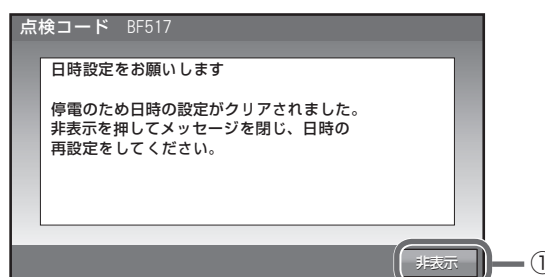 点検コード BF517
日時設定をお願いします
停電のため日時の設定がクリアされました。
非表示を押してメッセージを閉じ、日時の
再設定をしてください。
非表示
①